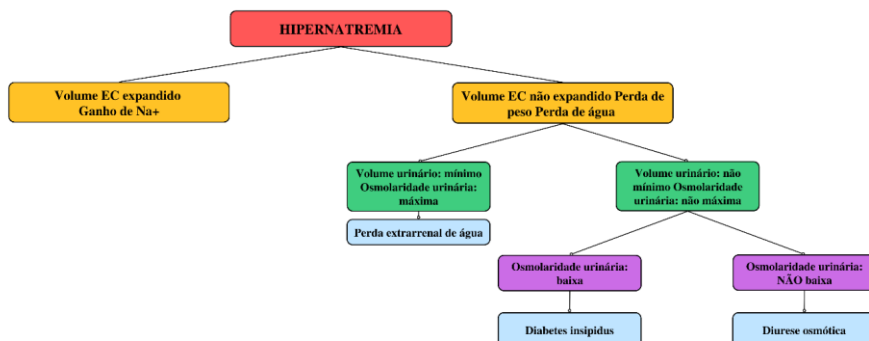 HIPERNATREMIA
Volume EC expandido
Ganho de Na+
Volume EC não expandido Perda de
peso Perda de água
Volume urinário: mínimo
Osmolaridade urinária:
máxima
Volume urinário: não
mínimo Osmolaridade
urinária: não máxima
Perda extrarrenal de água
Osmolaridade urinária:
baixa
Osmolaridade urinária:
NÃO baixa
Diabetes insipidus
Diurese osmótica